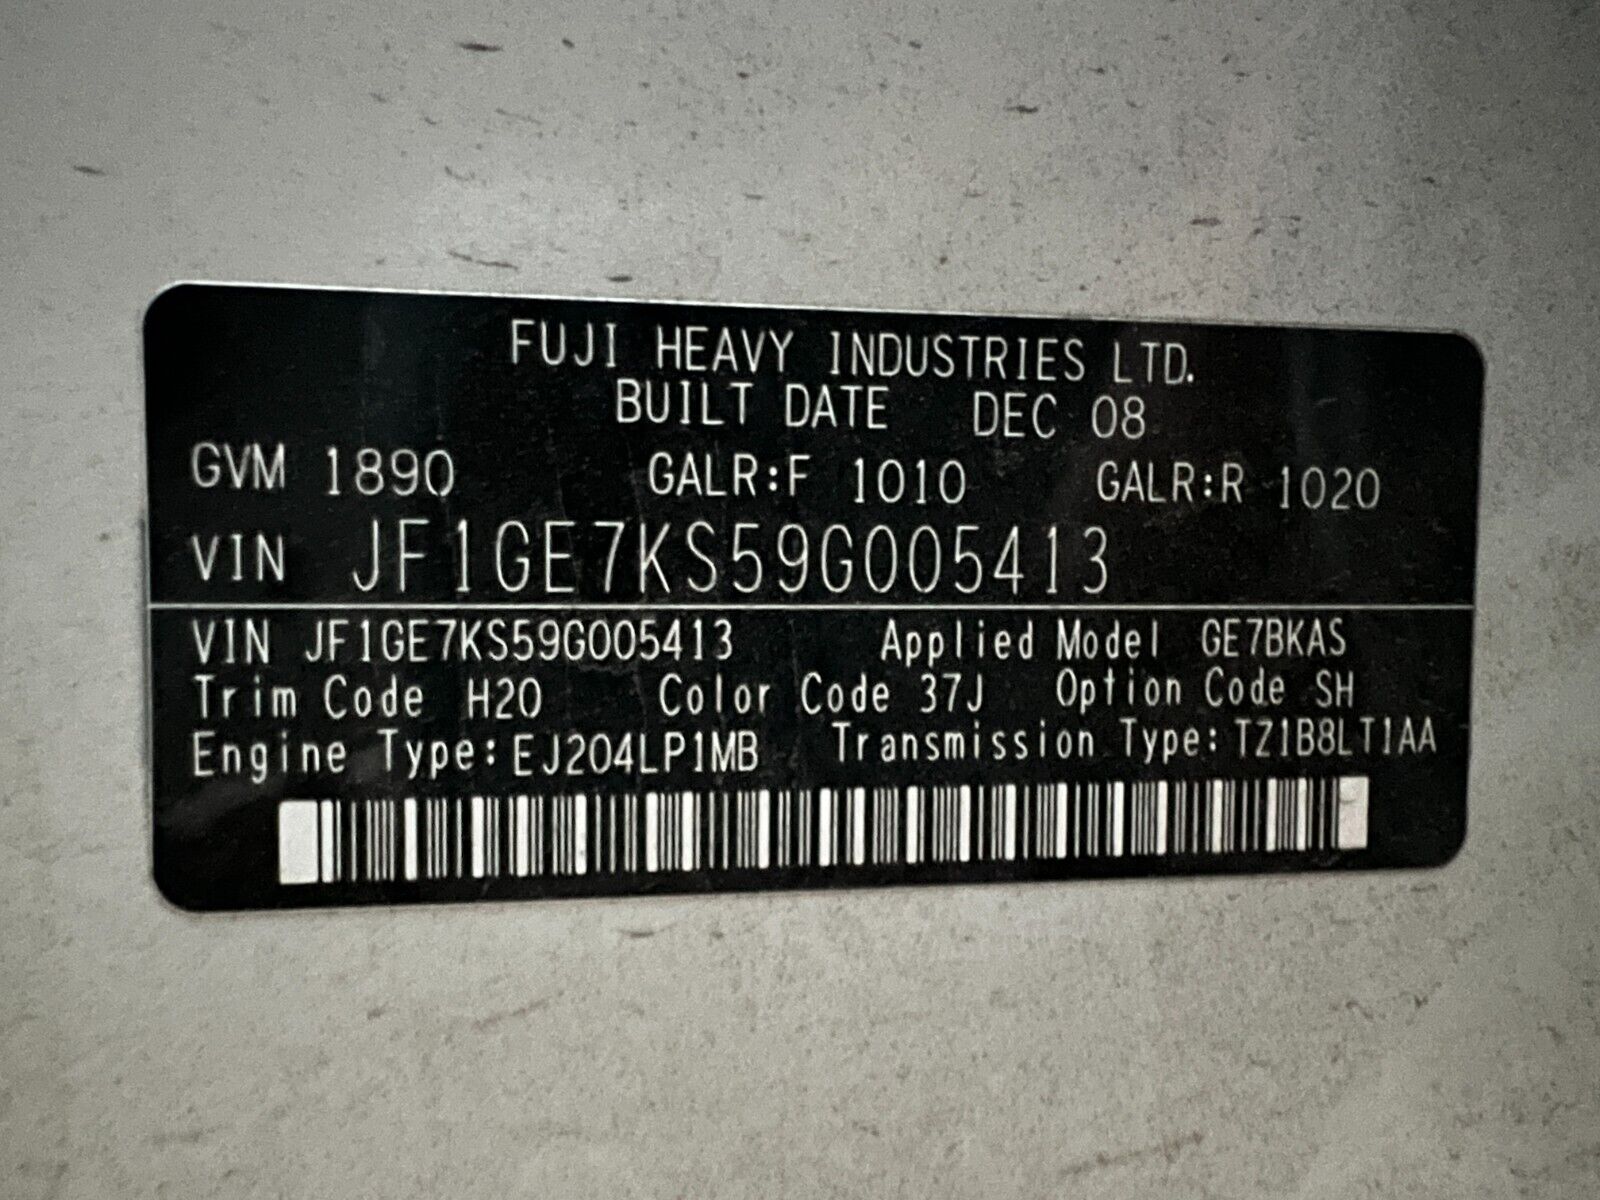 FUJI HEAVY INDUSTRIES LTD.
BUILT DATE DEC 08
GVM 1890 GALR:F 1010 GALR:R 1020
VIN JF1GE7KS59G005413
VIN JF1GE7KS59G005413 Applied Model GE7BKAS
Trim Code H20 Color Code 37J Option Code SH
Engine Type:EJ204LP1MB Transmission Type:TZ1B8LT1AA